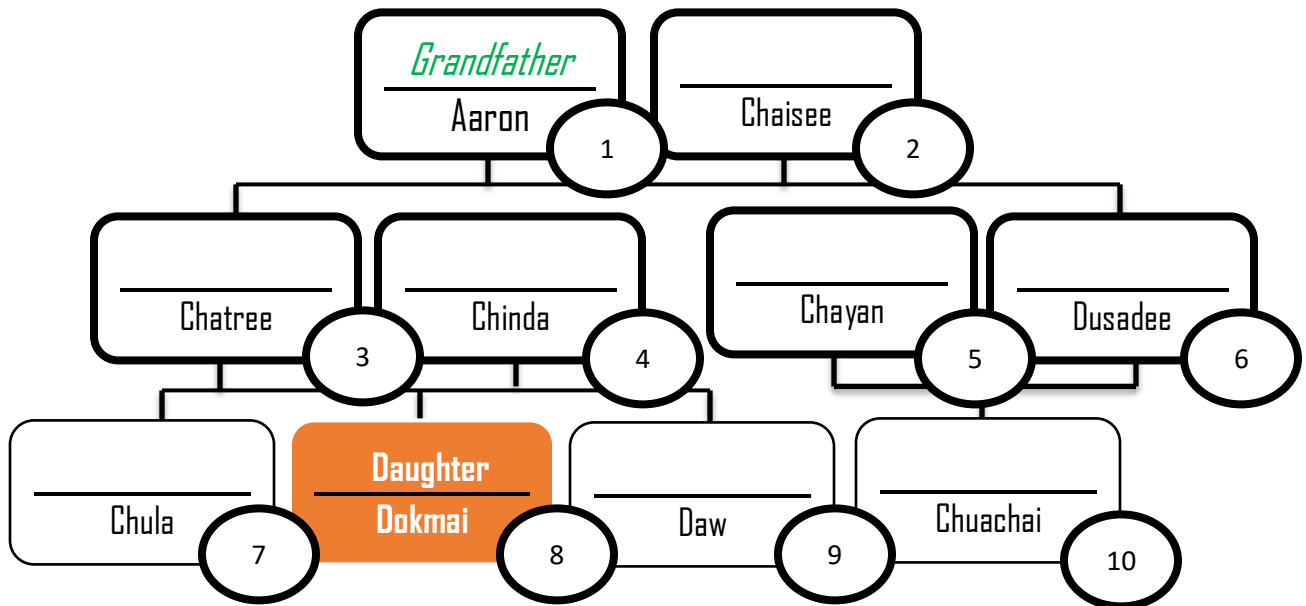 Grandfather
Aaron
1
Chaisee
2
Chatree
3
Chinda
4
Chayan
5
Dusadee
6
Chula
7
Daughter
Dokmai
8
Daw
9
Chuachai
10